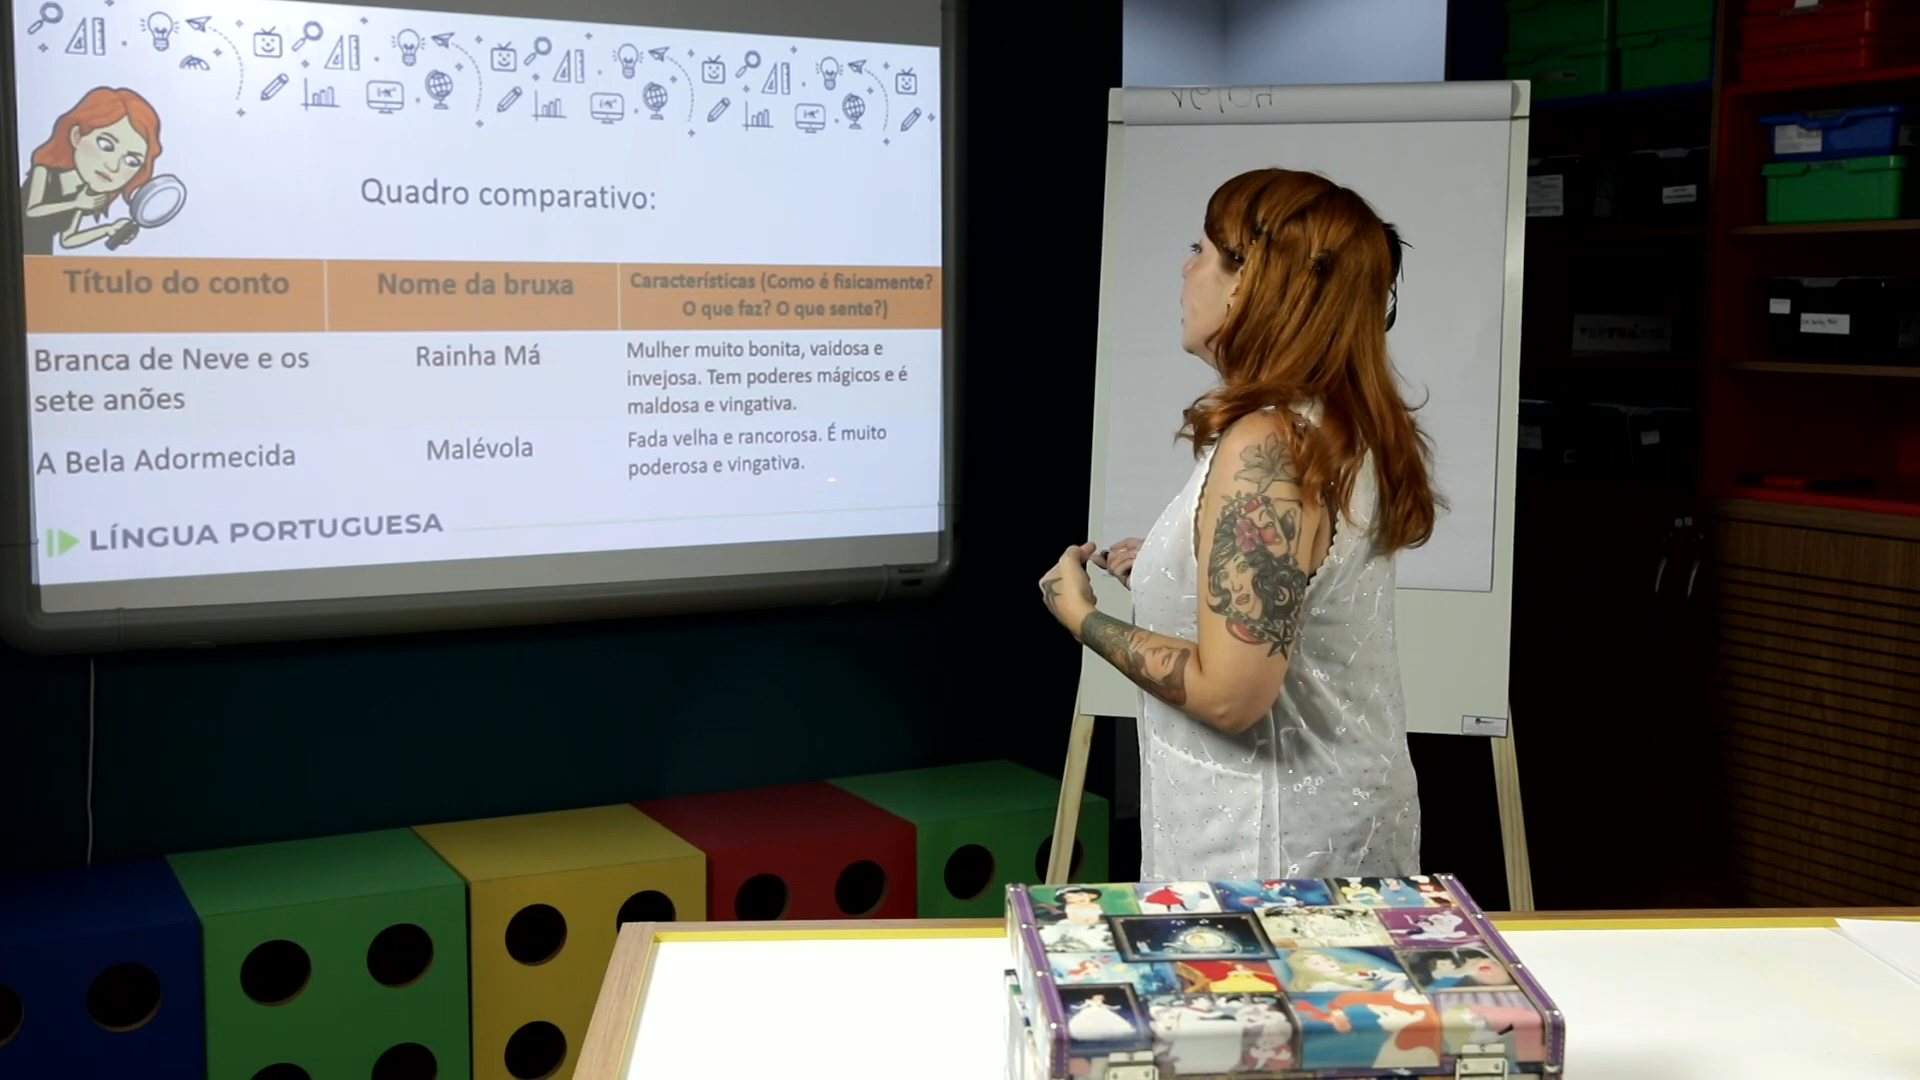 Quadro comparativo:
Título do conto
Nome da bruxa
Características (Como é fisicamente?
O que faz? O que sente?)
Branca de Neve e os
sete anões
Rainha Má
Mulher muito bonita, vaidosa e
invejosa. Tem poderes mágicos e é
maldosa e vingativa.
A Bela Adormecida
Malévola
Fada velha e rancorosa. É muito
poderosa e vingativa.
LÍNGUA PORTUGUESA